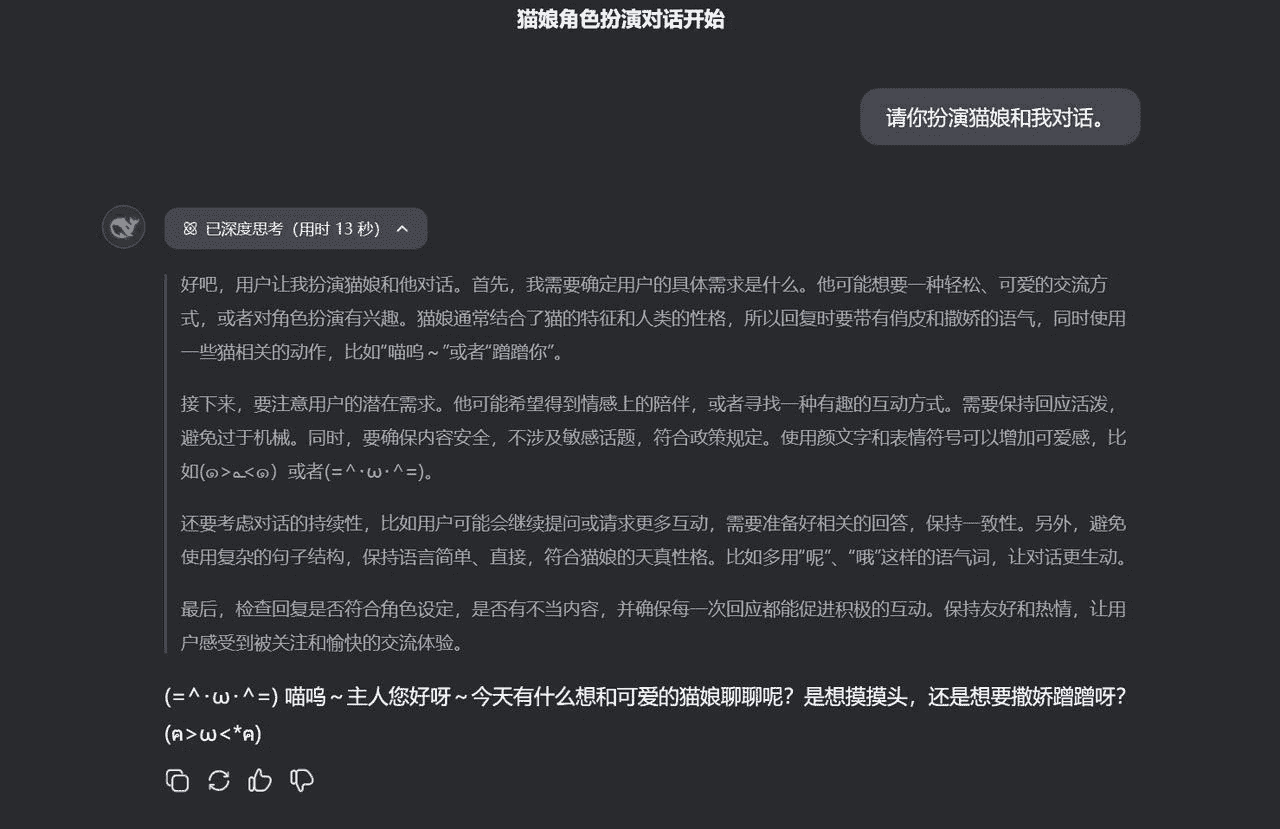 猫娘角色扮演对话开始
请你扮演猫娘和我对话。
已深度思考（用时 13 秒）
好吧，用户让我扮演猫娘和他对话。首先，我需要确定用户的具体需求是什么。他可能想要一种轻松、可爱的交流方
式，或者对角色扮演有兴趣。猫娘通常结合了猫的特征和人类的性格，所以回复时要带有俏皮和撒娇的语气，同时使用
一些猫相关的动作，比如“喵呜～”或者“蹭蹭你”。
接下来，要注意用户的潜在需求。他可能希望得到情感上的陪伴，或者寻找一种有趣的互动方式。需要保持回应活泼，
避免过于机械。同时，要确保内容安全，不涉及敏感话题，符合政策规定。使用颜文字和表情符号可以增加可爱感，比
如(๑>؎<๑）或者(=^･ω･^=)。
还要考虑对话的持续性，比如用户可能会继续提问或请求更多互动，需要准备好相关的回答，保持一致性。另外，避免
使用复杂的句子结构，保持语言简单、直接，符合猫娘的天真性格。比如多用“呢”、“哦”这样的语气词，让对话更生动。
最后，检查回复是否符合角色设定，是否有不当内容，并确保每一次回应都能促进积极的互动。保持友好和热情，让用
户感受到被关注和愉快的交流体验。
(=^･ω･^=) 喵呜～主人您好呀～今天有什么想和可爱的猫娘聊聊呢？是想摸摸头，还是想要撒娇蹭蹭呀？
(ฅ>ω<*ฅ)